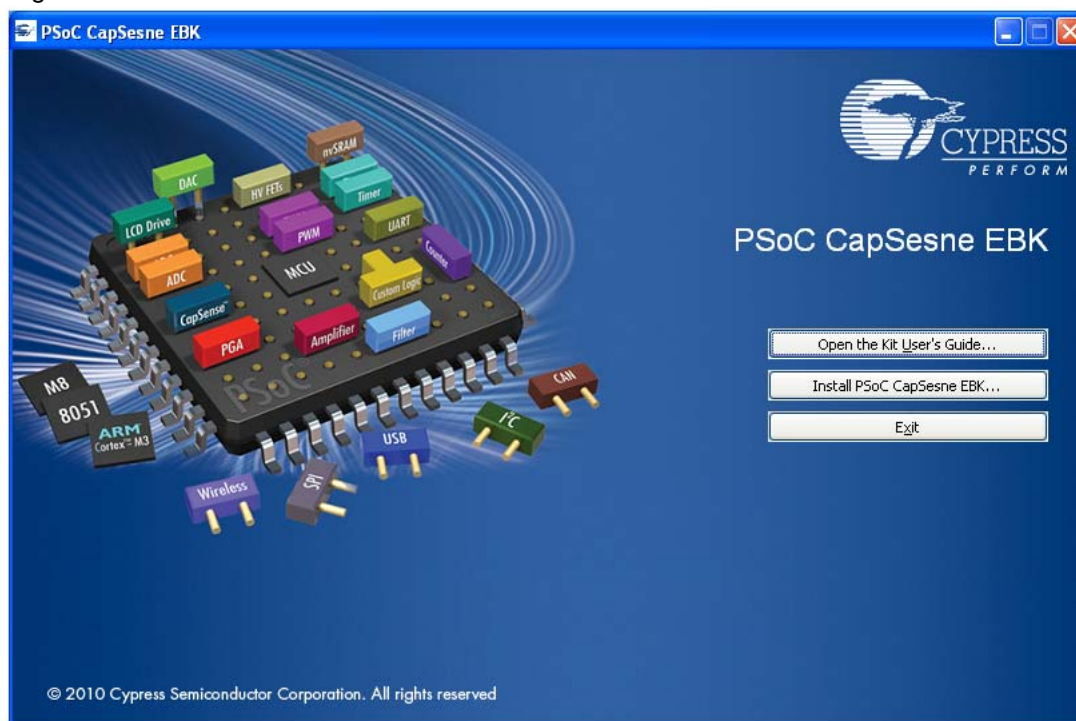 PSoC CapSesne EBK
CYPRESS
PERFORM
PSoC CapSesne EBK
Open the Kit User's Guide...
Install PSoC CapSesne EBK...
Exit
nvSRAM
DAC
HV FETs
Timer
LCD Drive
PWM
UART
ADC
MCU
Counter
CapSense™
Custom Logic
PGA
Amplifier
Filter
PSoC
M8
8051
ARM
Cortex™-M3
CAN
I²C
USB
SPI
Wireless
© 2010 Cypress Semiconductor Corporation. All rights reserved